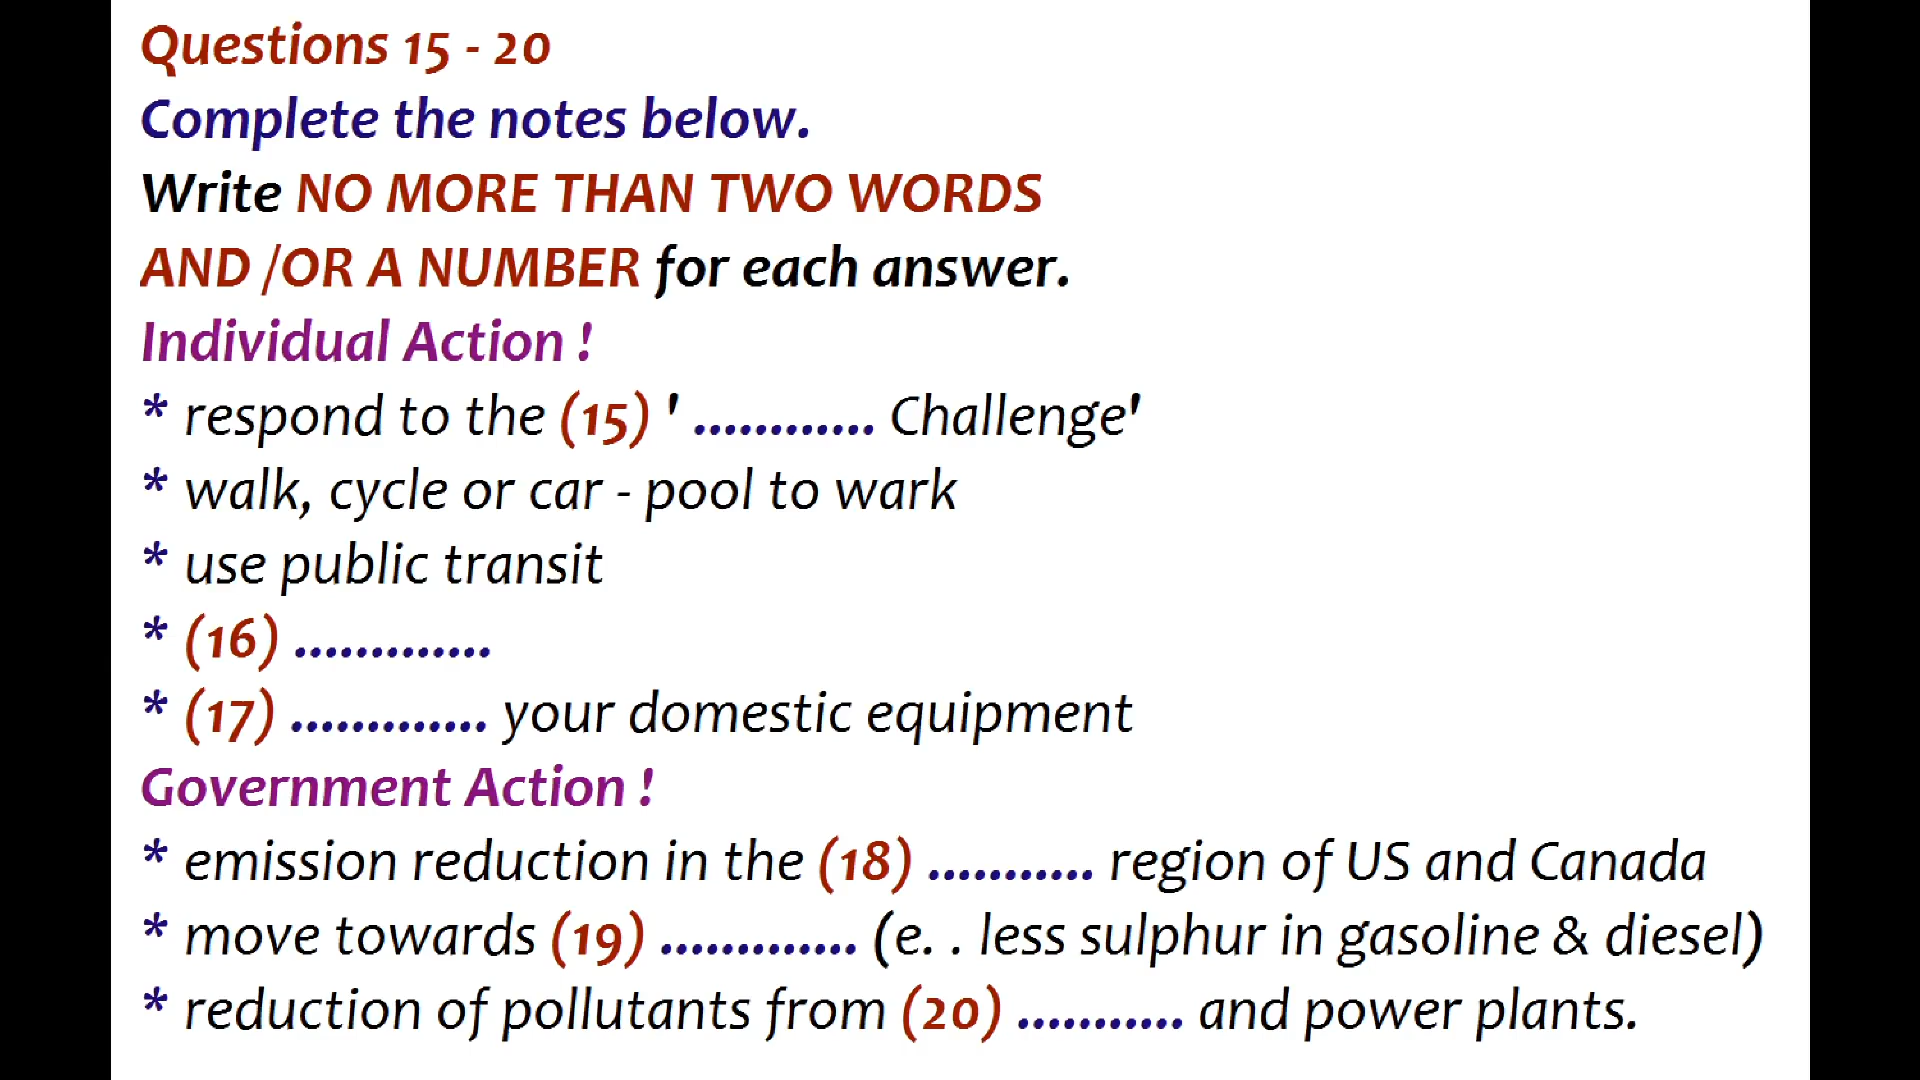 Questions 15 - 20
Complete the notes below.
Write NO MORE THAN TWO WORDS
AND /OR A NUMBER for each answer.
Individual Action !
* respond to the (15) ' ............ Challenge'
* walk, cycle or car - pool to wark
* use public transit
* (16) .............
* (17) ............. your domestic equipment
Government Action !
* emission reduction in the (18) ........... region of US and Canada
* move towards (19) ............. (e. . less sulphur in gasoline & diesel)
* reduction of pollutants from (20) ........... and power plants.